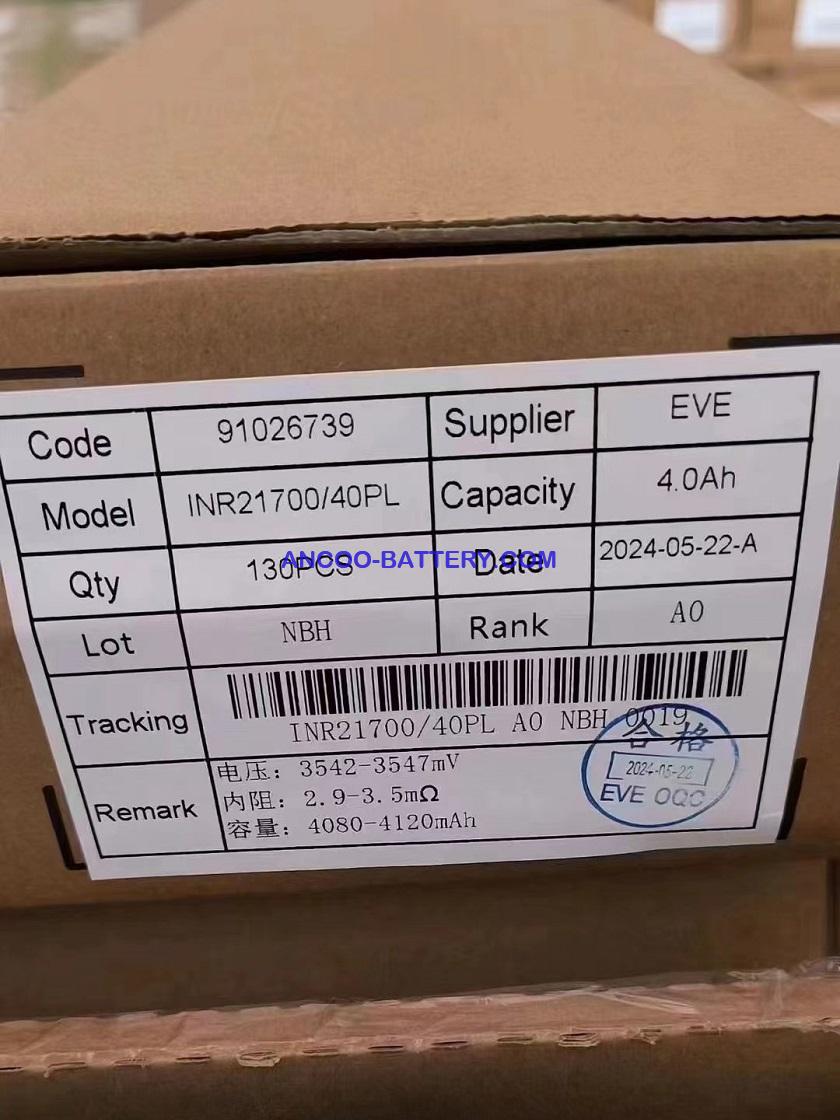 Code 91026739 Supplier EVE
Model INR21700/40PL Capacity 4.0Ah
Qty 130PCS Date 2024-05-22-A
ANCOO-BATTERY.COM
Lot NBH Rank A0
Tracking
INR21700/40PL A0 NBH 0019
合格
2024-05-22
EVE OQC
Remark
电压: 3542-3547mV
内阻: 2.9-3.5mΩ
容量: 4080-4120mAh